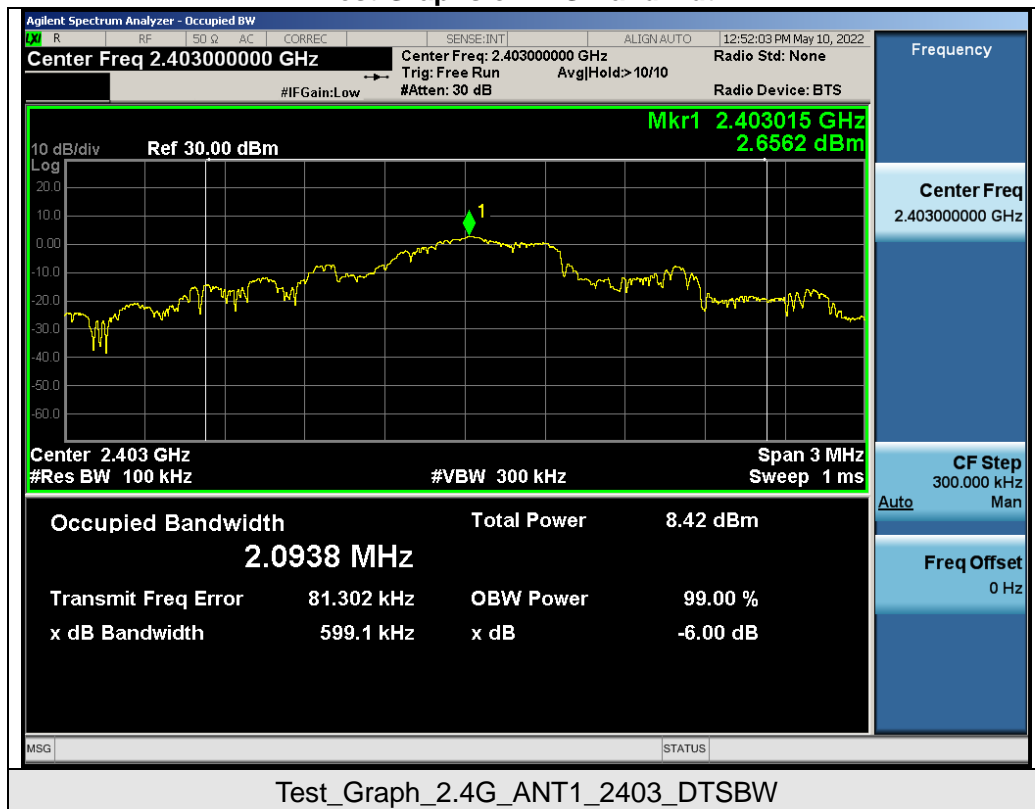 Agilent Spectrum Analyzer - Occupied BW
LXI R RF 50 Ω AC CORREC SENSE:INT ALIGN AUTO 12:52:03 PM May 10, 2022
Center Freq 2.403000000 GHz
Center Freq: 2.403000000 GHz
Radio Std: None
Trig: Free Run Avg|Hold:>10/10
#IFGain:Low
#Atten: 30 dB
Radio Device: BTS
Frequency
Mkr1 2.403015 GHz
2.6562 dBm
10 dB/div Ref 30.00 dBm
Log
20.0
10.0
0.00
-10.0
-20.0
-30.0
-40.0
-50.0
-60.0
1
Center Freq
2.403000000 GHz
Center 2.403 GHz
Span 3 MHz
#Res BW 100 kHz
#VBW 300 kHz
Sweep 1 ms
CF Step
300.000 kHz
Auto Man
Occupied Bandwidth
2.0938 MHz
Total Power 8.42 dBm
Transmit Freq Error 81.302 kHz
OBW Power 99.00 %
x dB Bandwidth 599.1 kHz
x dB -6.00 dB
Freq Offset
0 Hz
MSG
STATUS
Test_Graph_2.4G_ANT1_2403_DTSBW